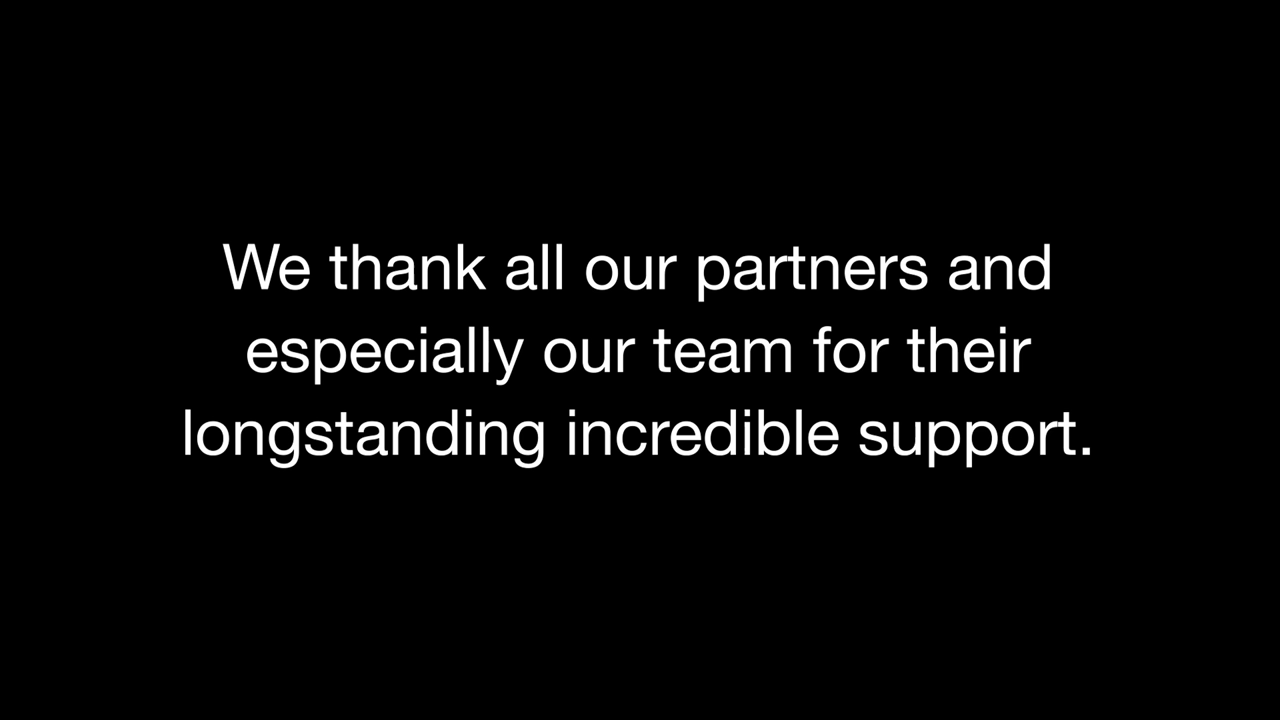 We thank all our partners and
especially our team for their
longstanding incredible support.